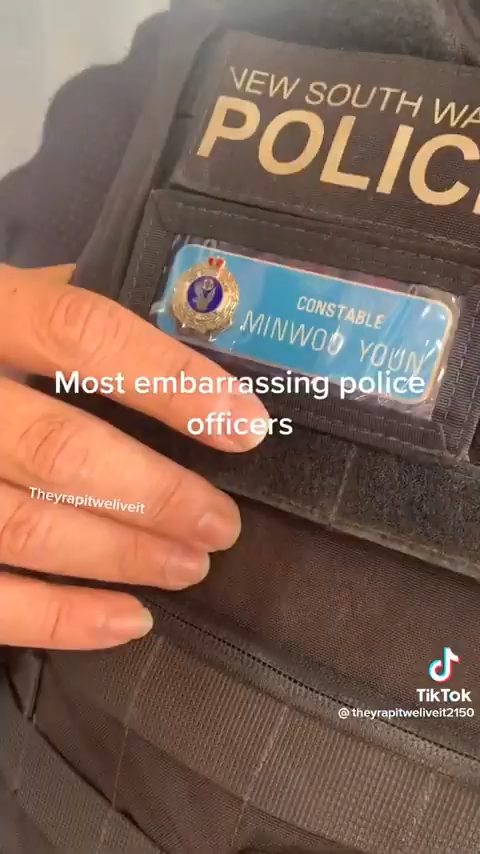 NEW SOUTH WA
POLIC
CONSTABLE
MINWOO YOUN
Most embarrassing police
officers
Theyrapitweliveit
TikTok
@theyrapitweliveit2150